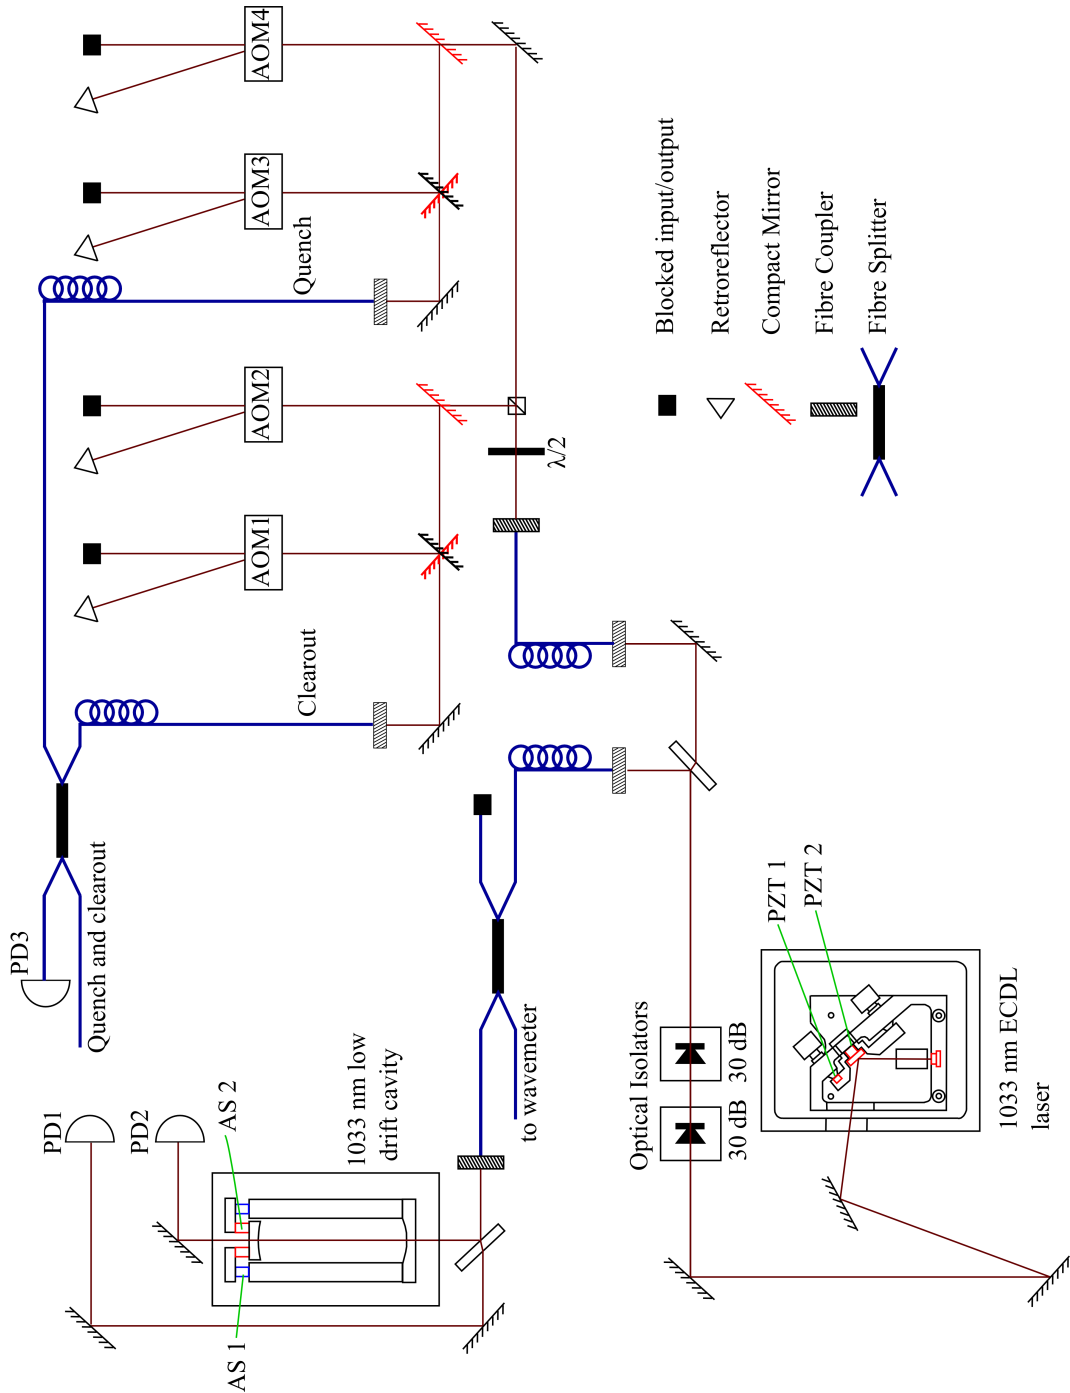 PD1
PD2
AS 2
AS 1
1033 nm low
drift cavity
PD3
Quench and clearout
Clearout
Quench
AOM1
AOM2
AOM3
AOM4
to wavemeter
λ/2
Optical Isolators
30 dB
30 dB
PZT 1
PZT 2
1033 nm ECDL
laser
Blocked input/output
Retroreflector
Compact Mirror
Fibre Coupler
Fibre Splitter